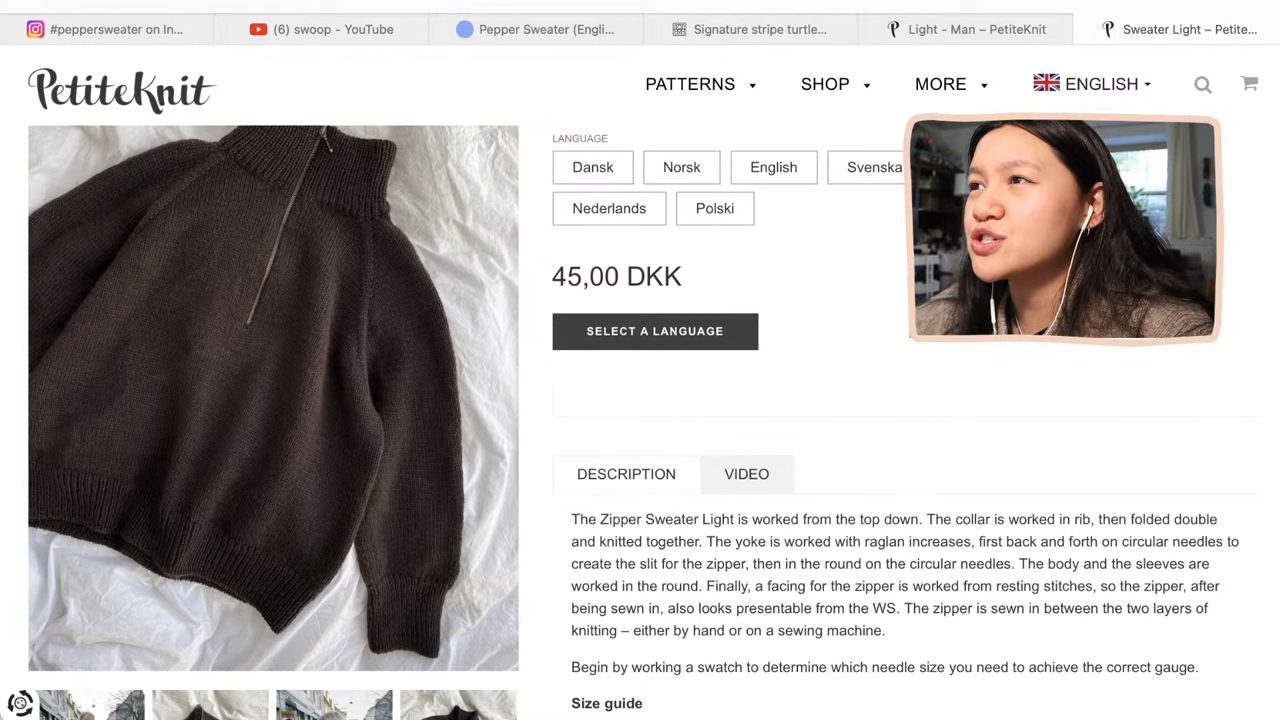 #peppersweater on In...
(6) swoop - YouTube
Pepper Sweater (Engli...
Signature stripe turtle...
Light - Man – PetiteKnit
Sweater Light – Petite...
PetiteKnit
PATTERNS
SHOP
MORE
ENGLISH
LANGUAGE
Dansk
Norsk
English
Svenska
Nederlands
Polski
45,00 DKK
SELECT A LANGUAGE
DESCRIPTION
VIDEO
The Zipper Sweater Light is worked from the top down. The collar is worked in rib, then folded double
and knitted together. The yoke is worked with raglan increases, first back and forth on circular needles to
create the slit for the zipper, then in the round on the circular needles. The body and the sleeves are
worked in the round. Finally, a facing for the zipper is worked from resting stitches, so the zipper, after
being sewn in, also looks presentable from the WS. The zipper is sewn in between the two layers of
knitting – either by hand or on a sewing machine.
Begin by working a swatch to determine which needle size you need to achieve the correct gauge.
Size guide